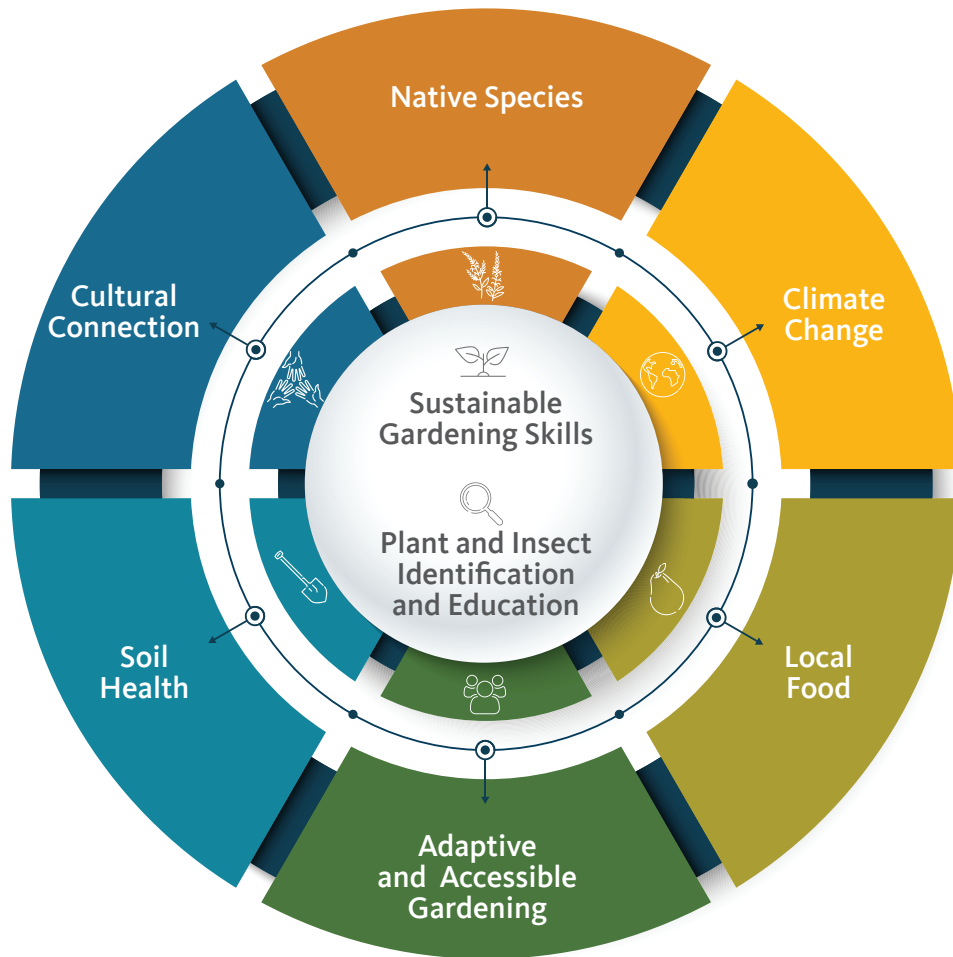 Native Species
Cultural
Connection
Climate
Change
Sustainable
Gardening Skills
Plant and Insect
Identification
and Education
Soil
Health
Local
Food
Adaptive
and Accessible
Gardening